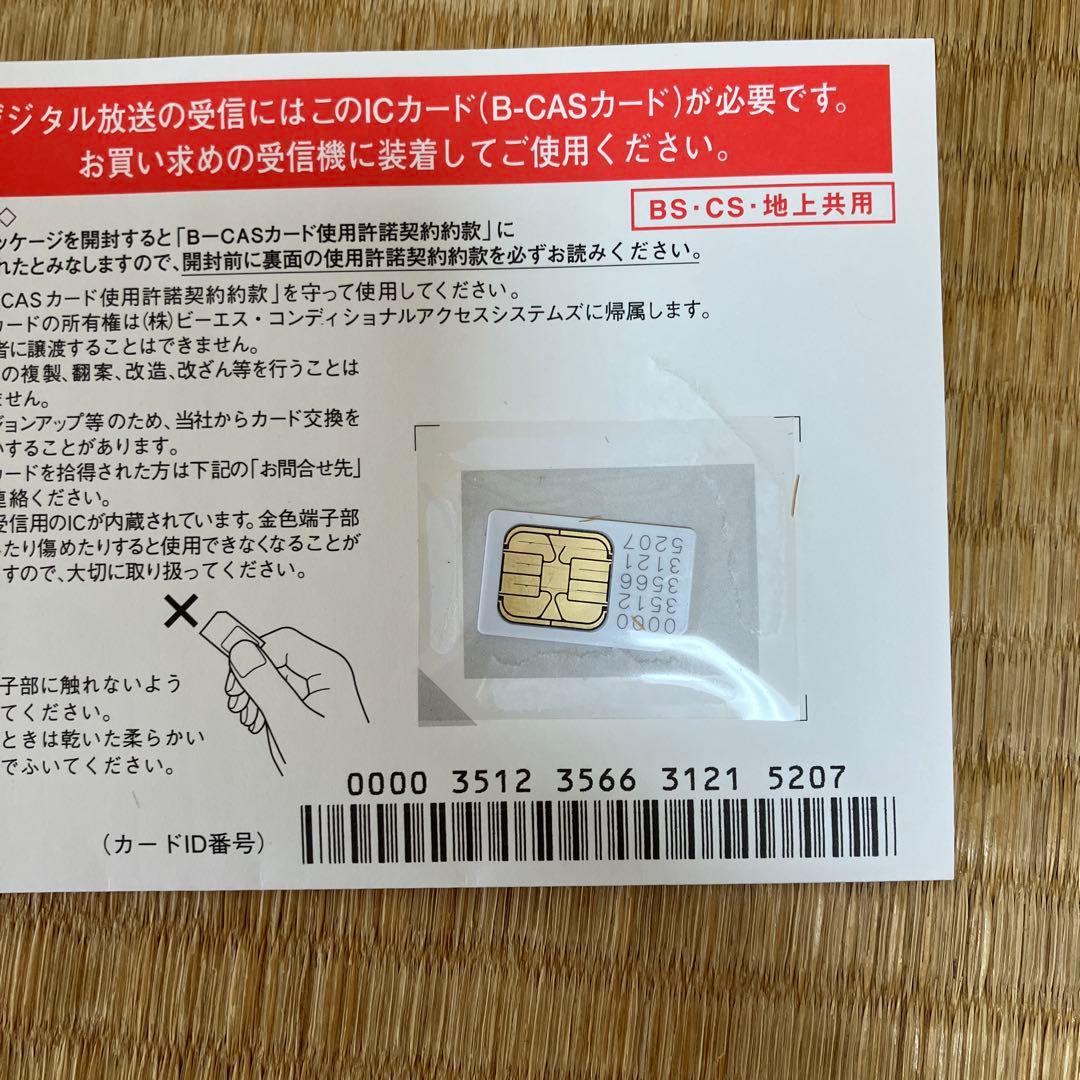 デジタル放送の受信にはこのICカード(B-CASカード)が必要です。
お買い求めの受信機に装着してご使用ください。
BS・CS・地上共用
◇
ッケージを開封すると「B-CASカード使用許諾契約約款」に
れたとみなしますので、開封前に裏面の使用許諾契約約款を必ずお読みください。
CASカード使用許諾契約約款」を守って使用してください。
カードの所有権は(株)ビーエス・コンディショナルアクセスシステムズに帰属します。
者に譲渡することはできません。
の複製、翻案、改造、改ざん等を行うことは
ません。
ジョンアップ等のため、当社からカード交換を
いすることがあります。
カードを拾得された方は下記の「お問合せ先」
連絡ください。
受信用のICが内蔵されています。金色端子部
たり傷めたりすると使用できなくなることが
すので、大切に取り扱ってください。
子部に触れないよう
てください。
ときは乾いた柔らかい
でふいてください。
0000
3512
3566
3121
5207
0000 3512 3566 3121 5207
(カードID番号)